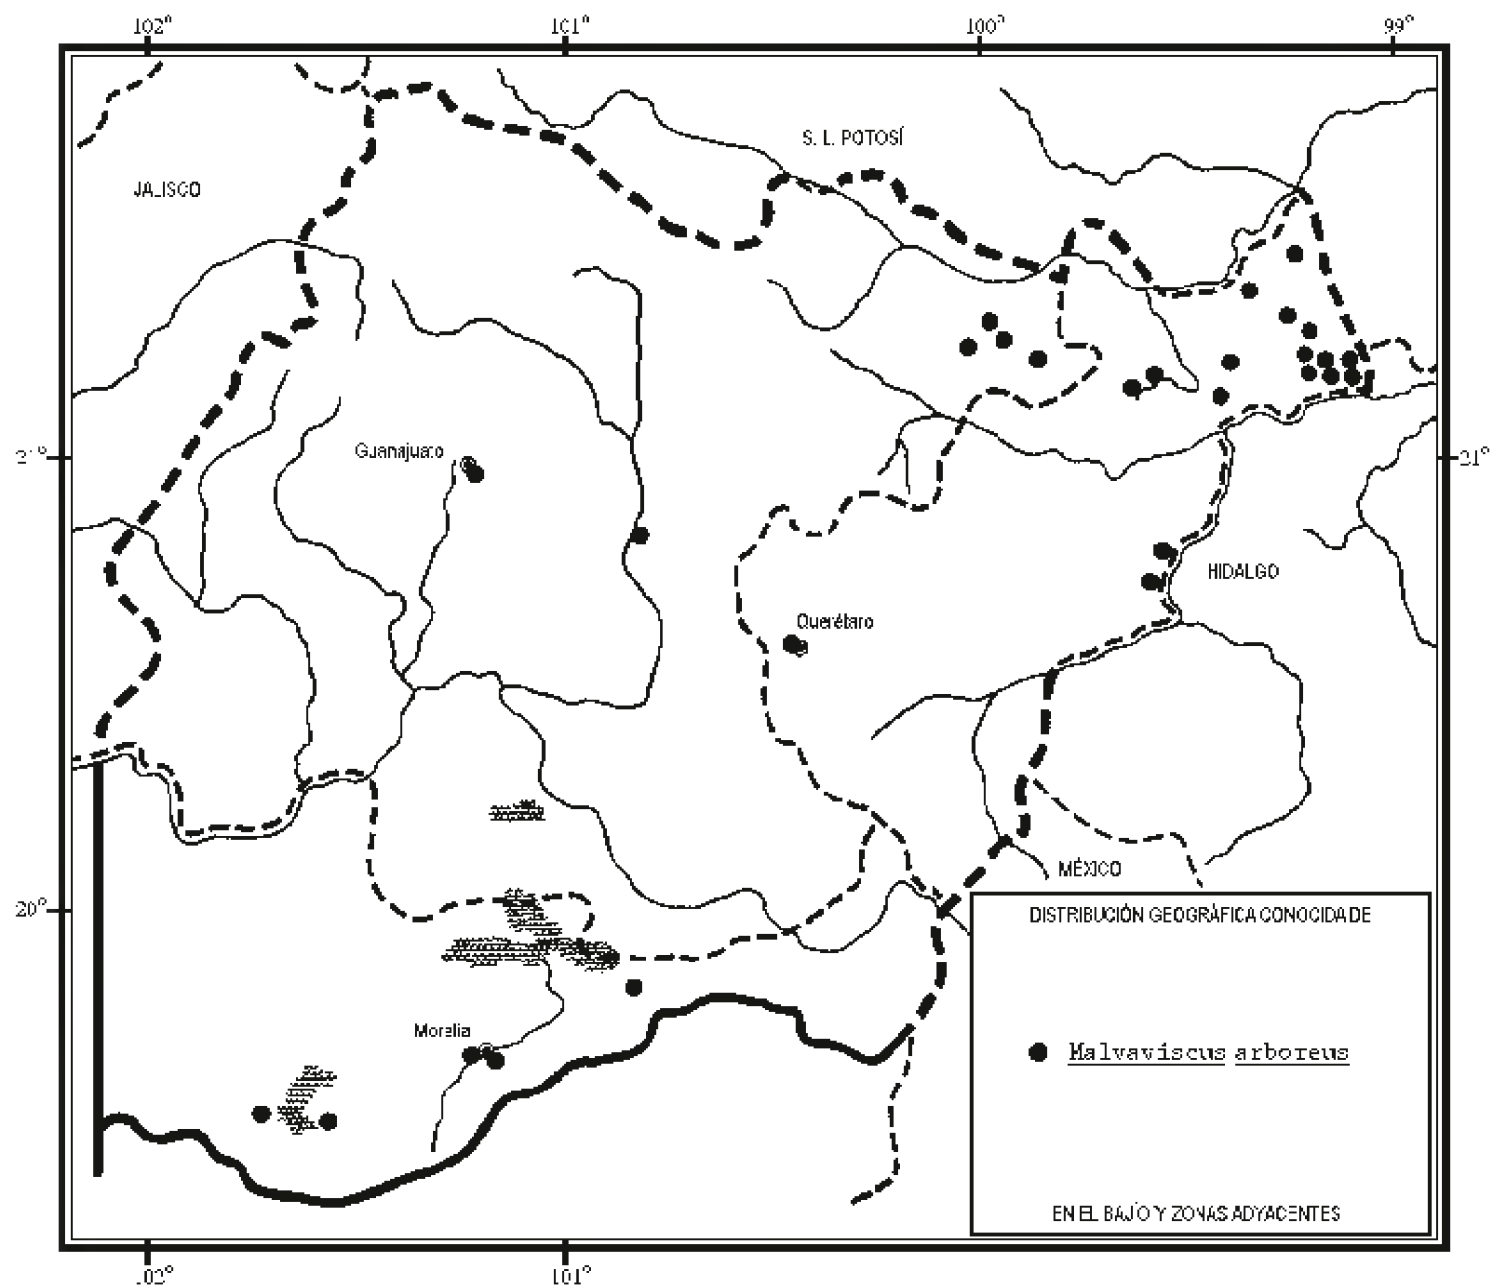 102° 101° 100° 99°
S. L. POTOSÍ
JALISCO
Guanajuato
21° 21°
HIDALGO
Querétaro
MÉXICO
20°
DISTRIBUCIÓN GEOGRÁFICA CONOCIDA DE
Morelia
Malvaviscus arboreus
EN EL BAJÍO Y ZONAS ADYACENTES
102° 101°